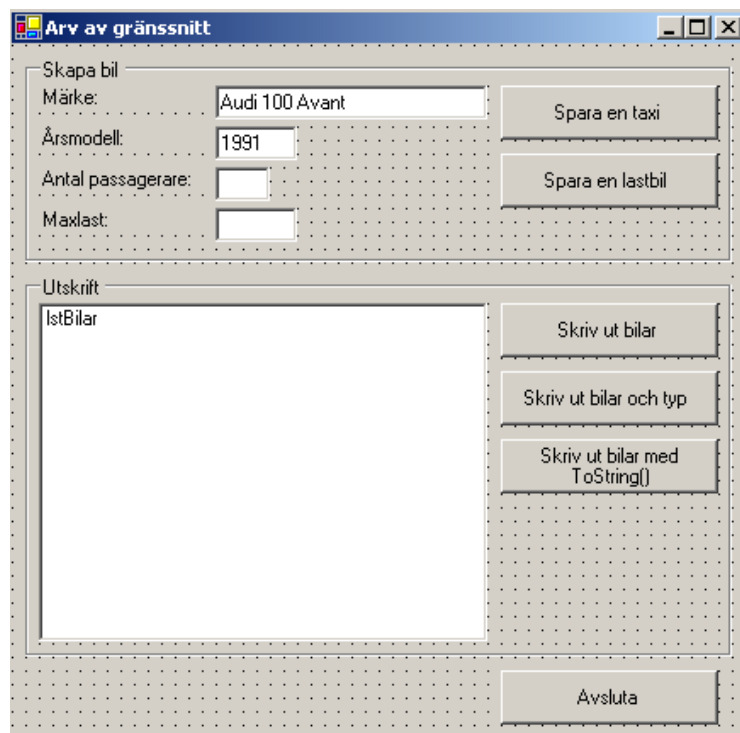 Arv av gränssnitt
Skapa bil
Märke:
Audi 100 Avant
Spara en taxi
Årsmodell:
1991
Antal passagerare:
Spara en lastbil
Maxlast:
Utskrift
lstBilar
Skriv ut bilar
Skriv ut bilar och typ
Skriv ut bilar med
ToString()
Avsluta